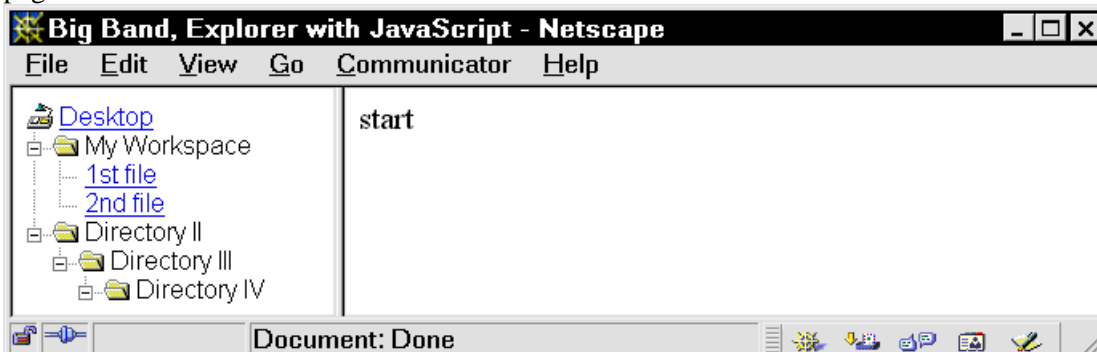 Big Band, Explorer with JavaScript - Netscape
File Edit View Go Communicator Help
Desktop
My Workspace
1st file
2nd file
Directory II
Directory III
Directory IV
start
Document: Done